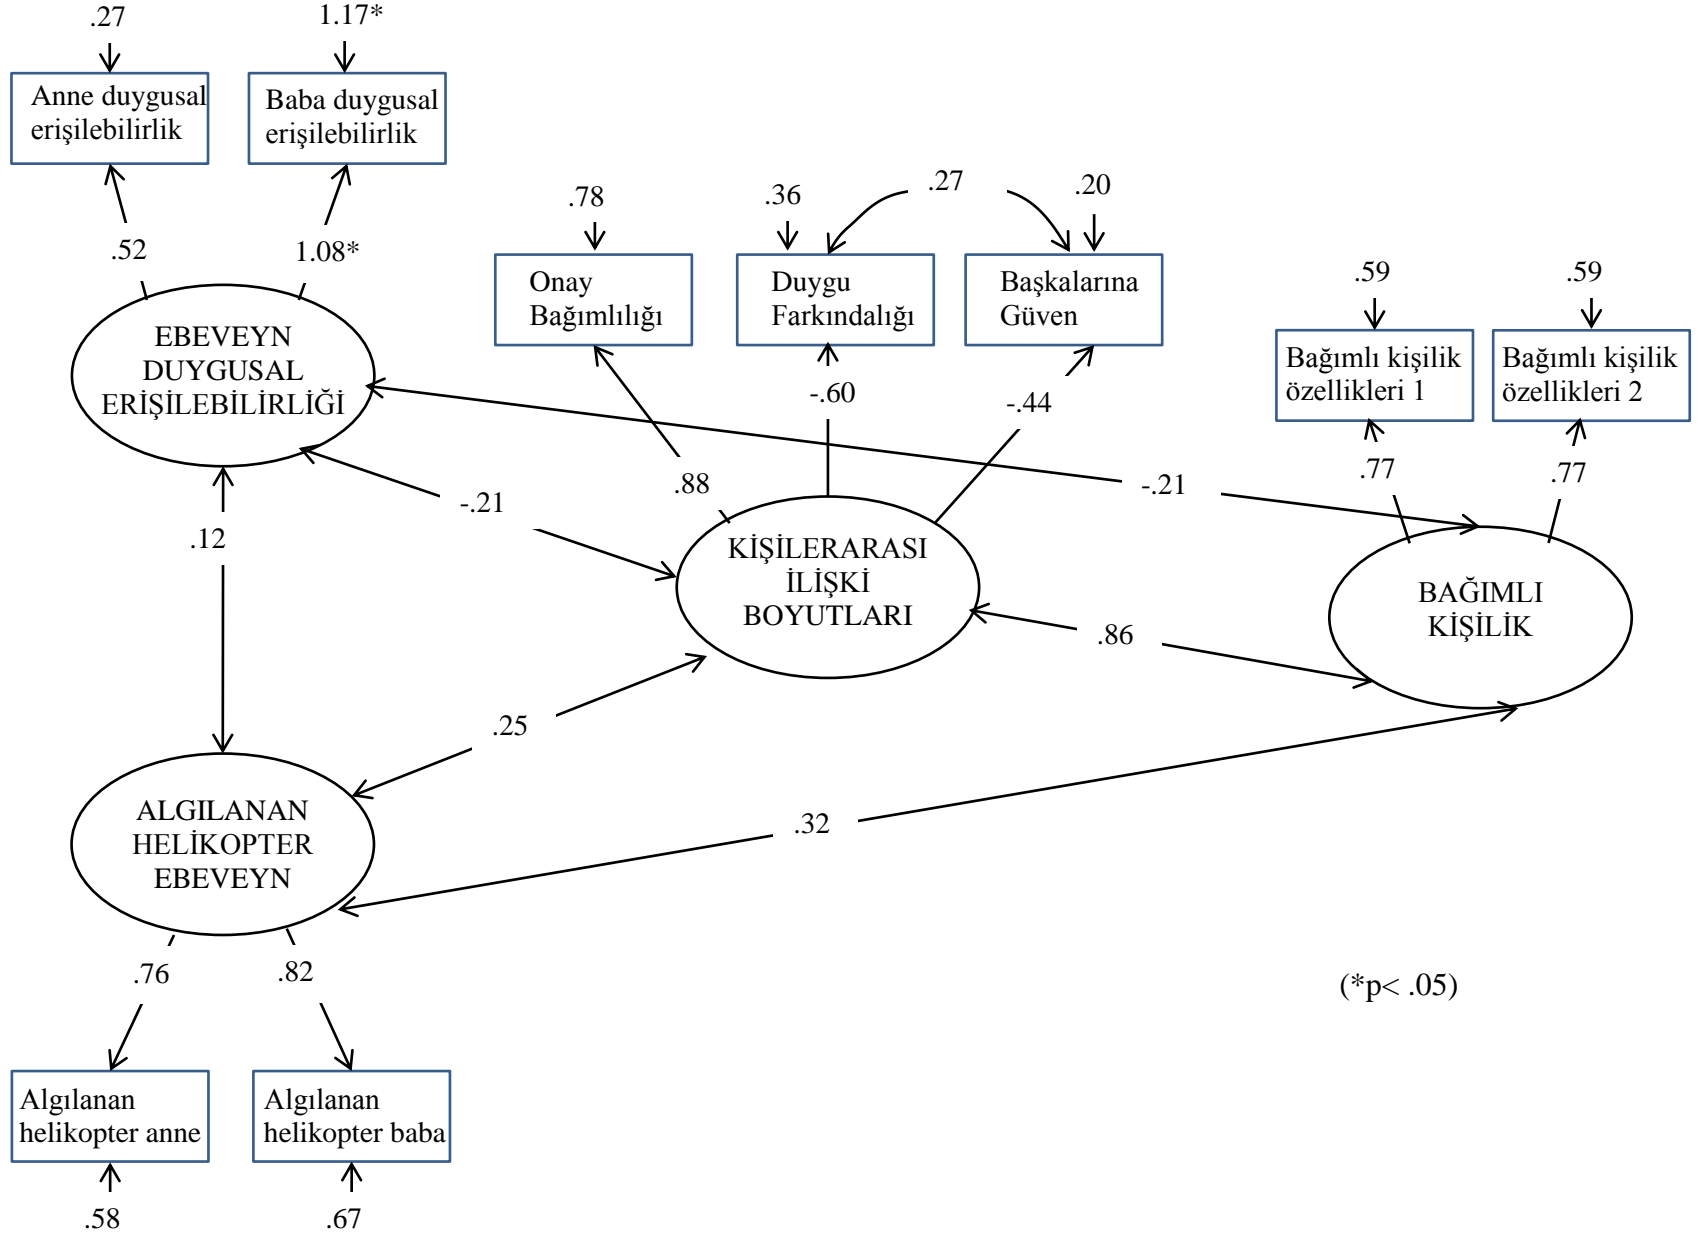 .27
1.17*
Anne duygusal
erişilebilirlik
Baba duygusal
erişilebilirlik
.52
1.08*
.78
.36
.27
.20
Onay
Bağımlılığı
Duygu
Farkındalığı
Başkalarına
Güven
.59
.59
Bağımlı kişilik
özellikleri 1
Bağımlı kişilik
özellikleri 2
EBEVEYN
DUYGUSAL
ERİŞİLEBİLİRLİĞİ
-.60
-.44
.88
.77
.77
-.21
-.21
.12
KİŞİLERARASI
İLİŞKİ
BOYUTLARI
BAĞIMLI
KİŞİLİK
.86
.25
.32
ALGILANAN
HELİKOPTER
EBEVEYN
.76
.82
(*p< .05)
Algılanan
helikopter anne
Algılanan
helikopter baba
.58
.67